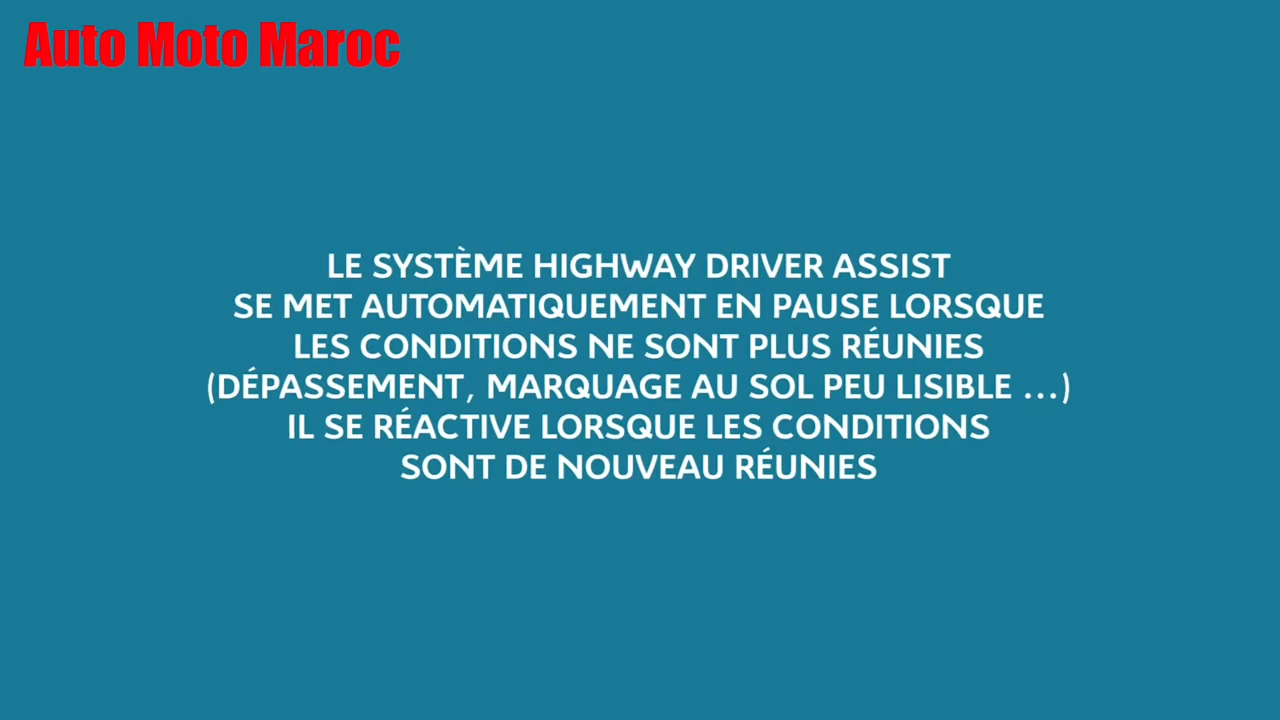 Auto Moto Maroc
LE SYSTÈME HIGHWAY DRIVER ASSIST
SE MET AUTOMATIQUEMENT EN PAUSE LORSQUE
LES CONDITIONS NE SONT PLUS RÉUNIES
(DÉPASSEMENT, MARQUAGE AU SOL PEU LISIBLE ...)
IL SE RÉACTIVE LORSQUE LES CONDITIONS
SONT DE NOUVEAU RÉUNIES